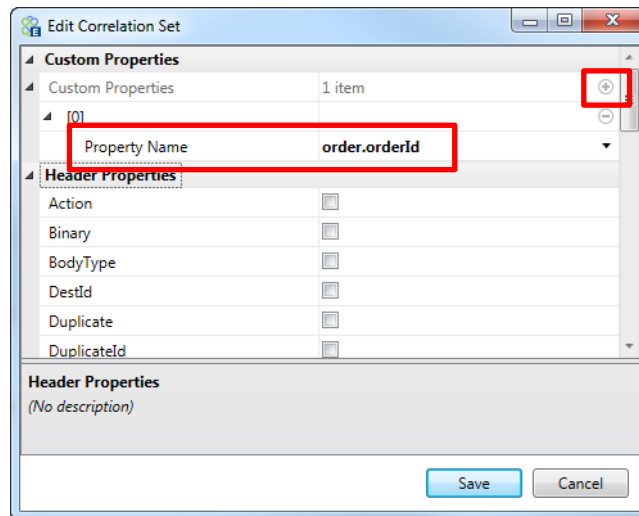 Edit Correlation Set
Custom Properties
Custom Properties 1 item
[0]
Property Name order.orderId
Header Properties
Action
Binary
BodyType
DestId
Duplicate
DuplicateId
Header Properties
(No description)
Save Cancel